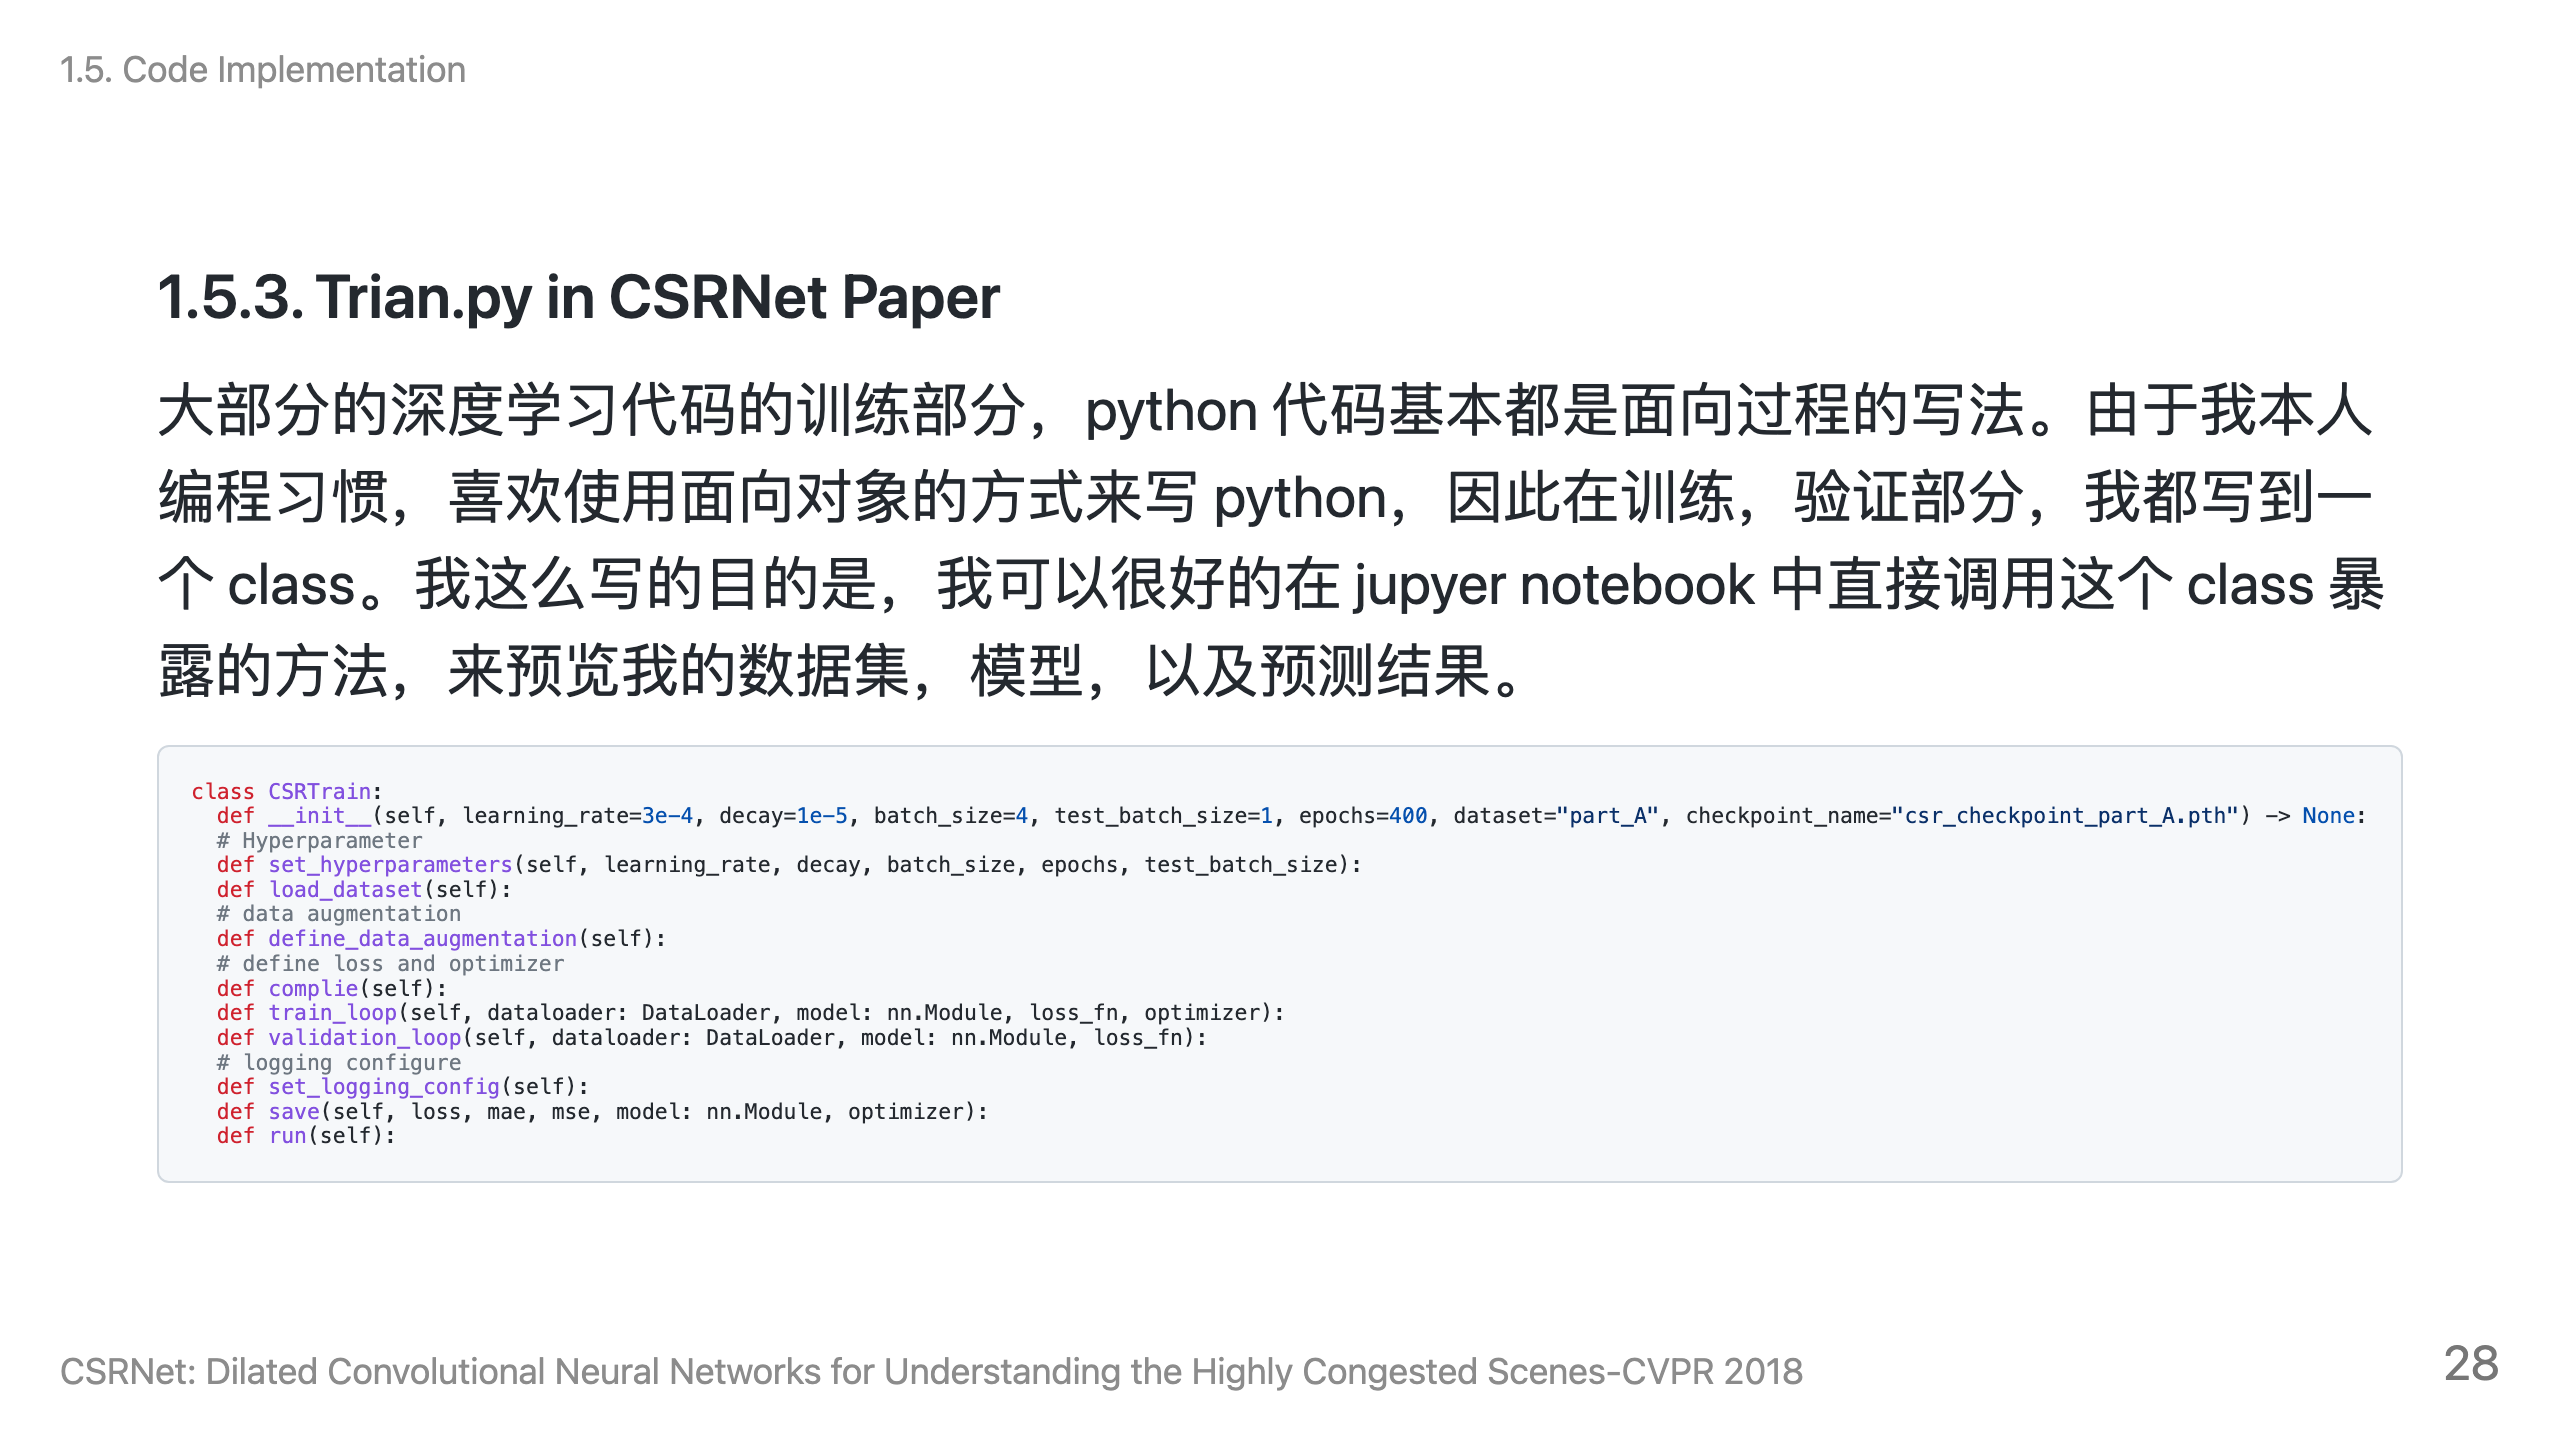 1.5. Code Implementation
1.5.3. Trian.py in CSRNet Paper
大部分的深度学习代码的训练部分，python 代码基本都是面向过程的写法。由于我本人
编程习惯，喜欢使用面向对象的方式来写 python，因此在训练，验证部分，我都写到一
个 class。我这么写的目的是，我可以很好的在 jupyer notebook 中直接调用这个 class 暴
露的方法，来预览我的数据集，模型，以及预测结果。
class CSRTrain:
  def __init__(self, learning_rate=3e-4, decay=1e-5, batch_size=4, test_batch_size=1, epochs=400, dataset="part_A", checkpoint_name="csr_checkpoint_part_A.pth") -> None:
  # Hyperparameter
  def set_hyperparameters(self, learning_rate, decay, batch_size, epochs, test_batch_size):
  def load_dataset(self):
  # data augmentation
  def define_data_augmentation(self):
  # define loss and optimizer
  def complie(self):
  def train_loop(self, dataloader: DataLoader, model: nn.Module, loss_fn, optimizer):
  def validation_loop(self, dataloader: DataLoader, model: nn.Module, loss_fn):
  # logging configure
  def set_logging_config(self):
  def save(self, loss, mae, mse, model: nn.Module, optimizer):
  def run(self):
CSRNet: Dilated Convolutional Neural Networks for Understanding the Highly Congested Scenes-CVPR 2018
28